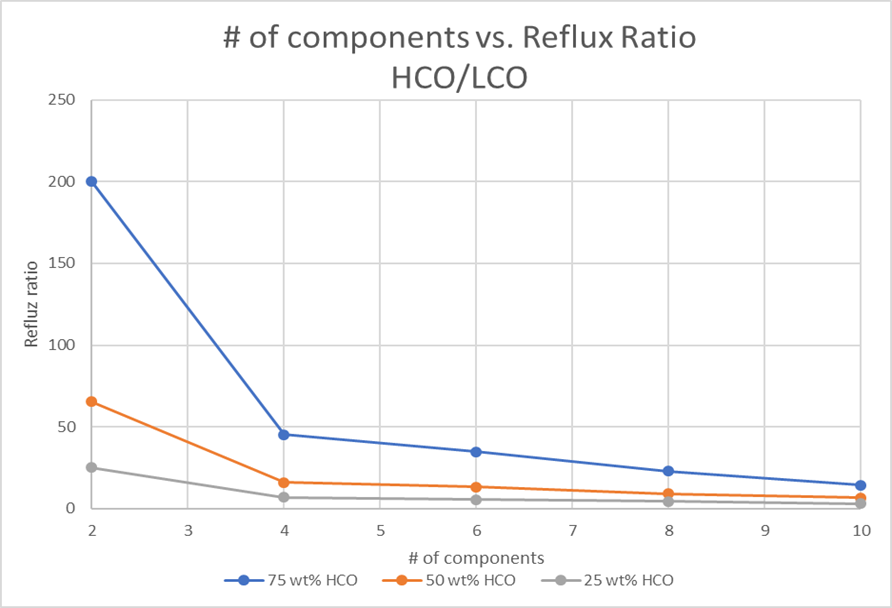 # of components vs. Reflux Ratio
HCO/LCO
250
200
150
100
50
0
Refluz ratio
2 3 4 5 6 7 8 9 10
# of components
75 wt% HCO 50 wt% HCO 25 wt% HCO